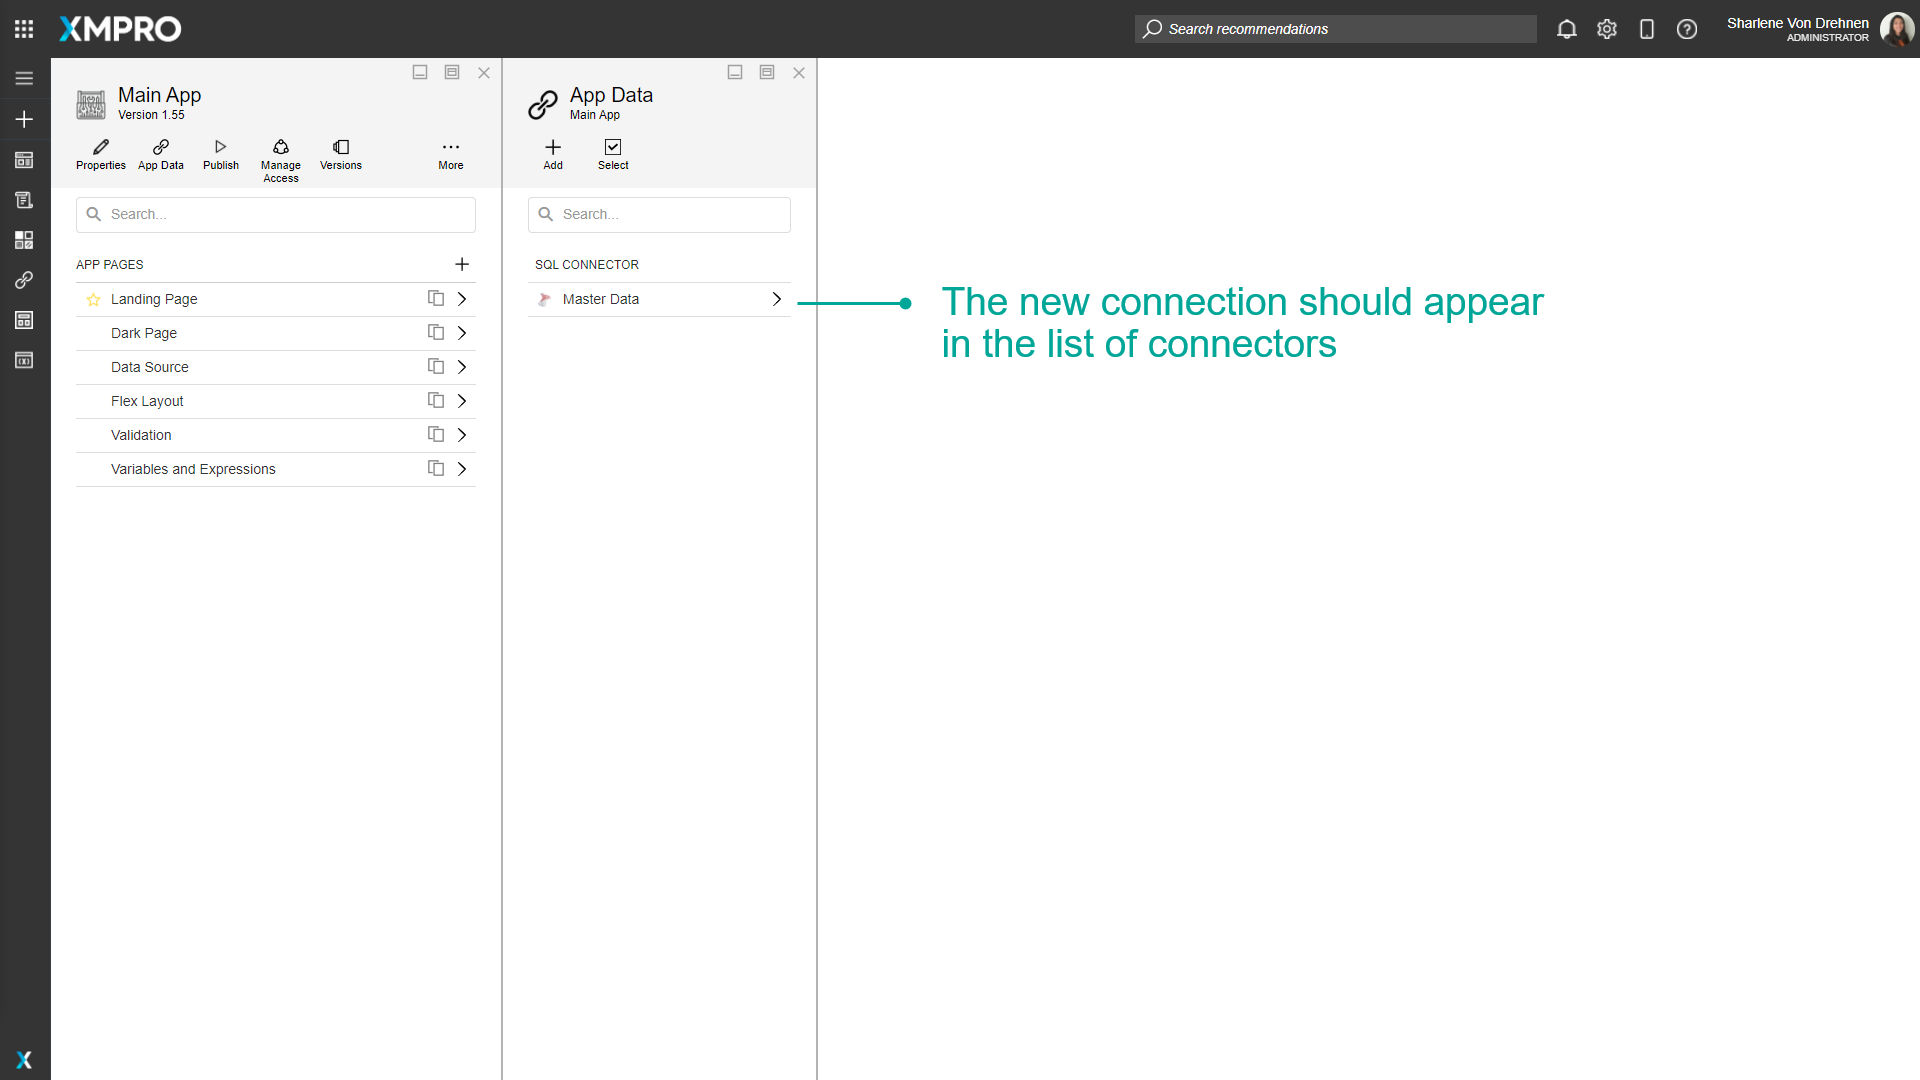 XMPRO
Search recommendations
Sharlene Von Drehnen
ADMINISTRATOR
Main App
Version 1.55
Properties
App Data
Publish
Manage
Access
Versions
More
Search...
APP PAGES
Landing Page
Dark Page
Data Source
Flex Layout
Validation
Variables and Expressions
App Data
Main App
Add
Select
Search...
SQL CONNECTOR
Master Data
The new connection should appear
in the list of connectors